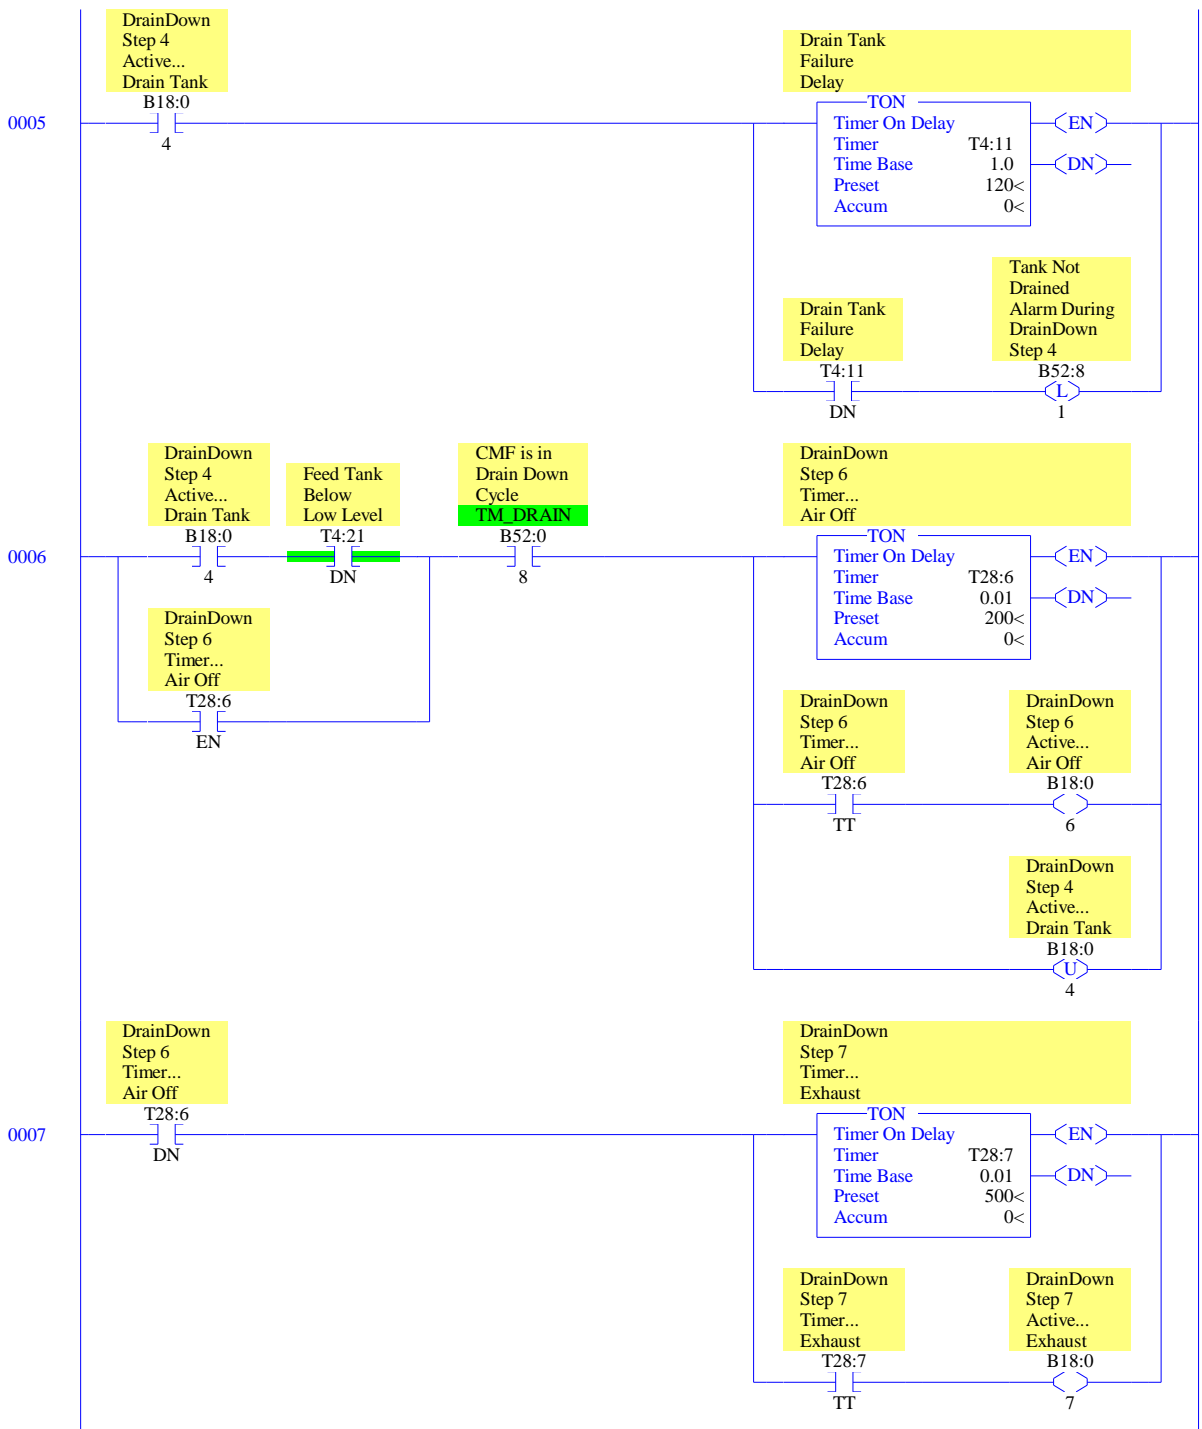 DrainDown
Step 4
Active...
Drain Tank
B18:0
4
0005
Drain Tank
Failure
Delay
TON
Timer On Delay
Timer T4:11
Time Base 1.0
Preset 120<
Accum 0<
EN
DN
Drain Tank
Failure
Delay
T4:11
DN
Tank Not
Drained
Alarm During
DrainDown
Step 4
B52:8
L
1
0006
DrainDown
Step 4
Active...
Drain Tank
B18:0
4
Feed Tank
Below
Low Level
T4:21
DN
CMF is in
Drain Down
Cycle
TM_DRAIN
B52:0
8
DrainDown
Step 6
Timer...
Air Off
T28:6
EN
DrainDown
Step 6
Timer...
Air Off
TON
Timer On Delay
Timer T28:6
Time Base 0.01
Preset 200<
Accum 0<
EN
DN
DrainDown
Step 6
Timer...
Air Off
T28:6
TT
DrainDown
Step 6
Active...
Air Off
B18:0
6
DrainDown
Step 4
Active...
Drain Tank
B18:0
U
4
0007
DrainDown
Step 6
Timer...
Air Off
T28:6
DN
DrainDown
Step 7
Timer...
Exhaust
TON
Timer On Delay
Timer T28:7
Time Base 0.01
Preset 500<
Accum 0<
EN
DN
DrainDown
Step 7
Timer...
Exhaust
T28:7
TT
DrainDown
Step 7
Active...
Exhaust
B18:0
7